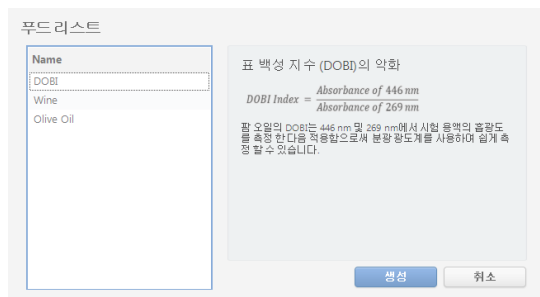 푸드 리스트
Name
DOBI
Wine
Olive Oil
표 백성 지 수 (DOBI)의 악화
DOBI Index = Absorbance of 446 nm / Absorbance of 269 nm
팜 오일의 DOBI는 446 nm 및 269 nm에서 시험 용액의 흡광도
를 측정 한 다음 적용함으로써 분광 광도계를 사용하여 쉽게 측
정 할 수 있습니다.
생성
취소